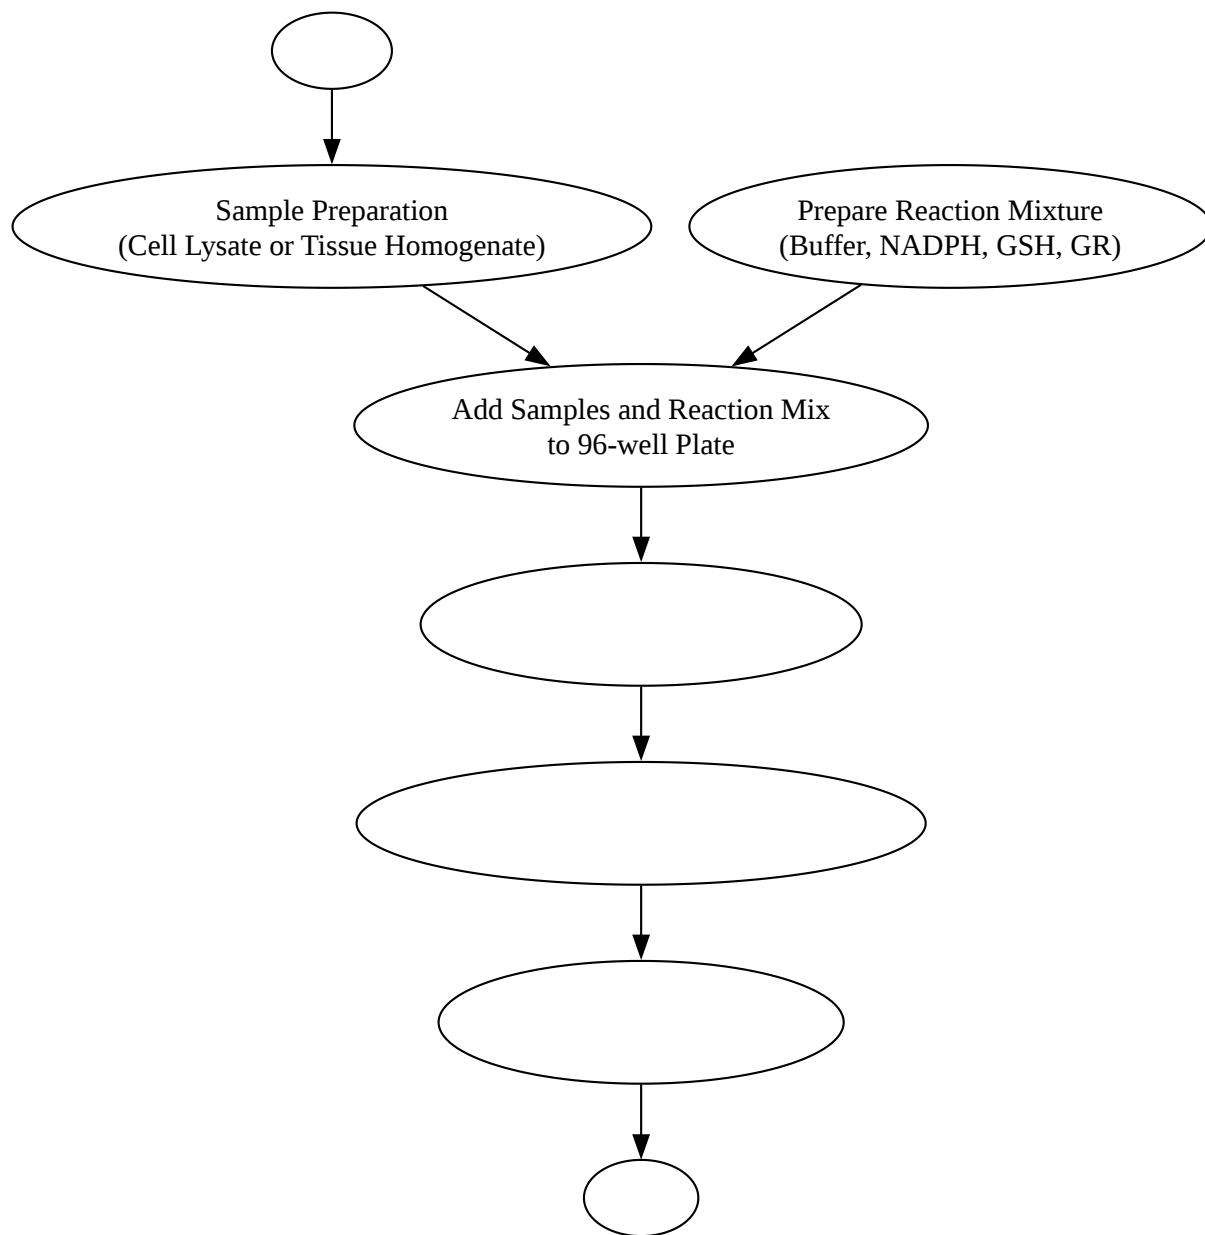 Sample Preparation
(Cell Lysate or Tissue Homogenate)
Prepare Reaction Mixture
(Buffer, NADPH, GSH, GR)
Add Samples and Reaction Mix
to 96-well Plate